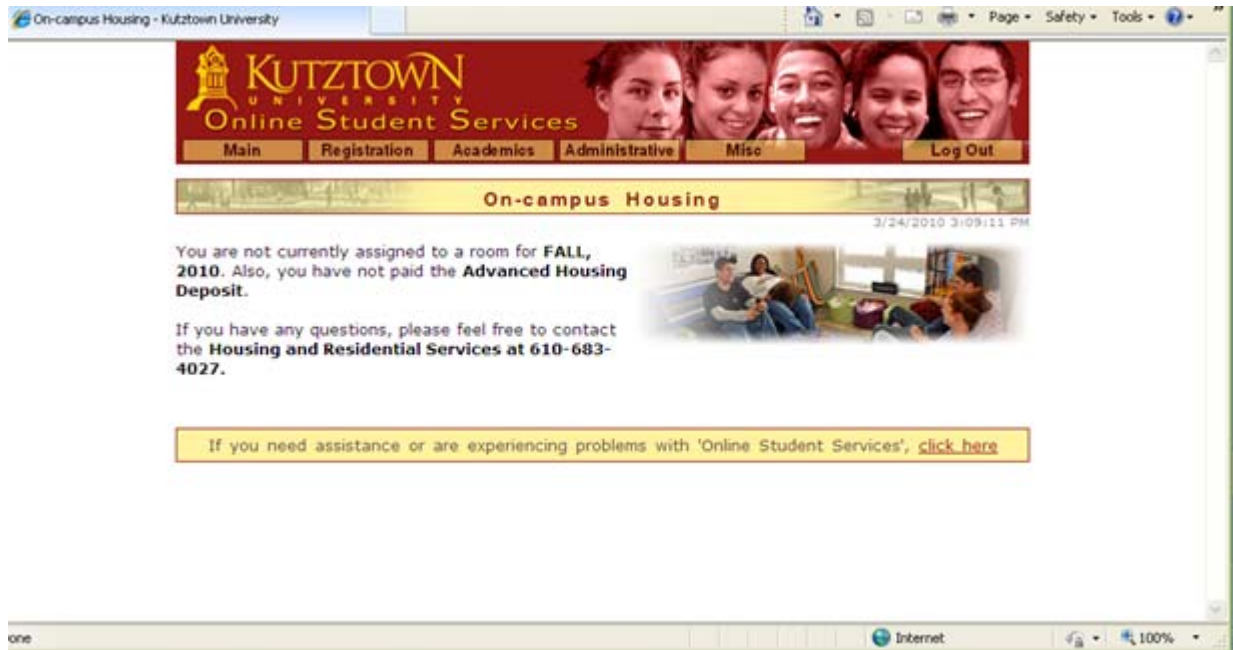 On-campus Housing - Kutztown University
Page Safety Tools
KUTZTOWN
UNIVERSITY
Online Student Services
Main Registration Academics Administrative Misc Log Out
On-campus Housing
3/24/2010 3:09:11 PM
You are not currently assigned to a room for FALL,
2010. Also, you have not paid the Advanced Housing
Deposit.
If you have any questions, please feel free to contact
the Housing and Residential Services at 610-683-
4027.
If you need assistance or are experiencing problems with 'Online Student Services', click here
one Internet 100%